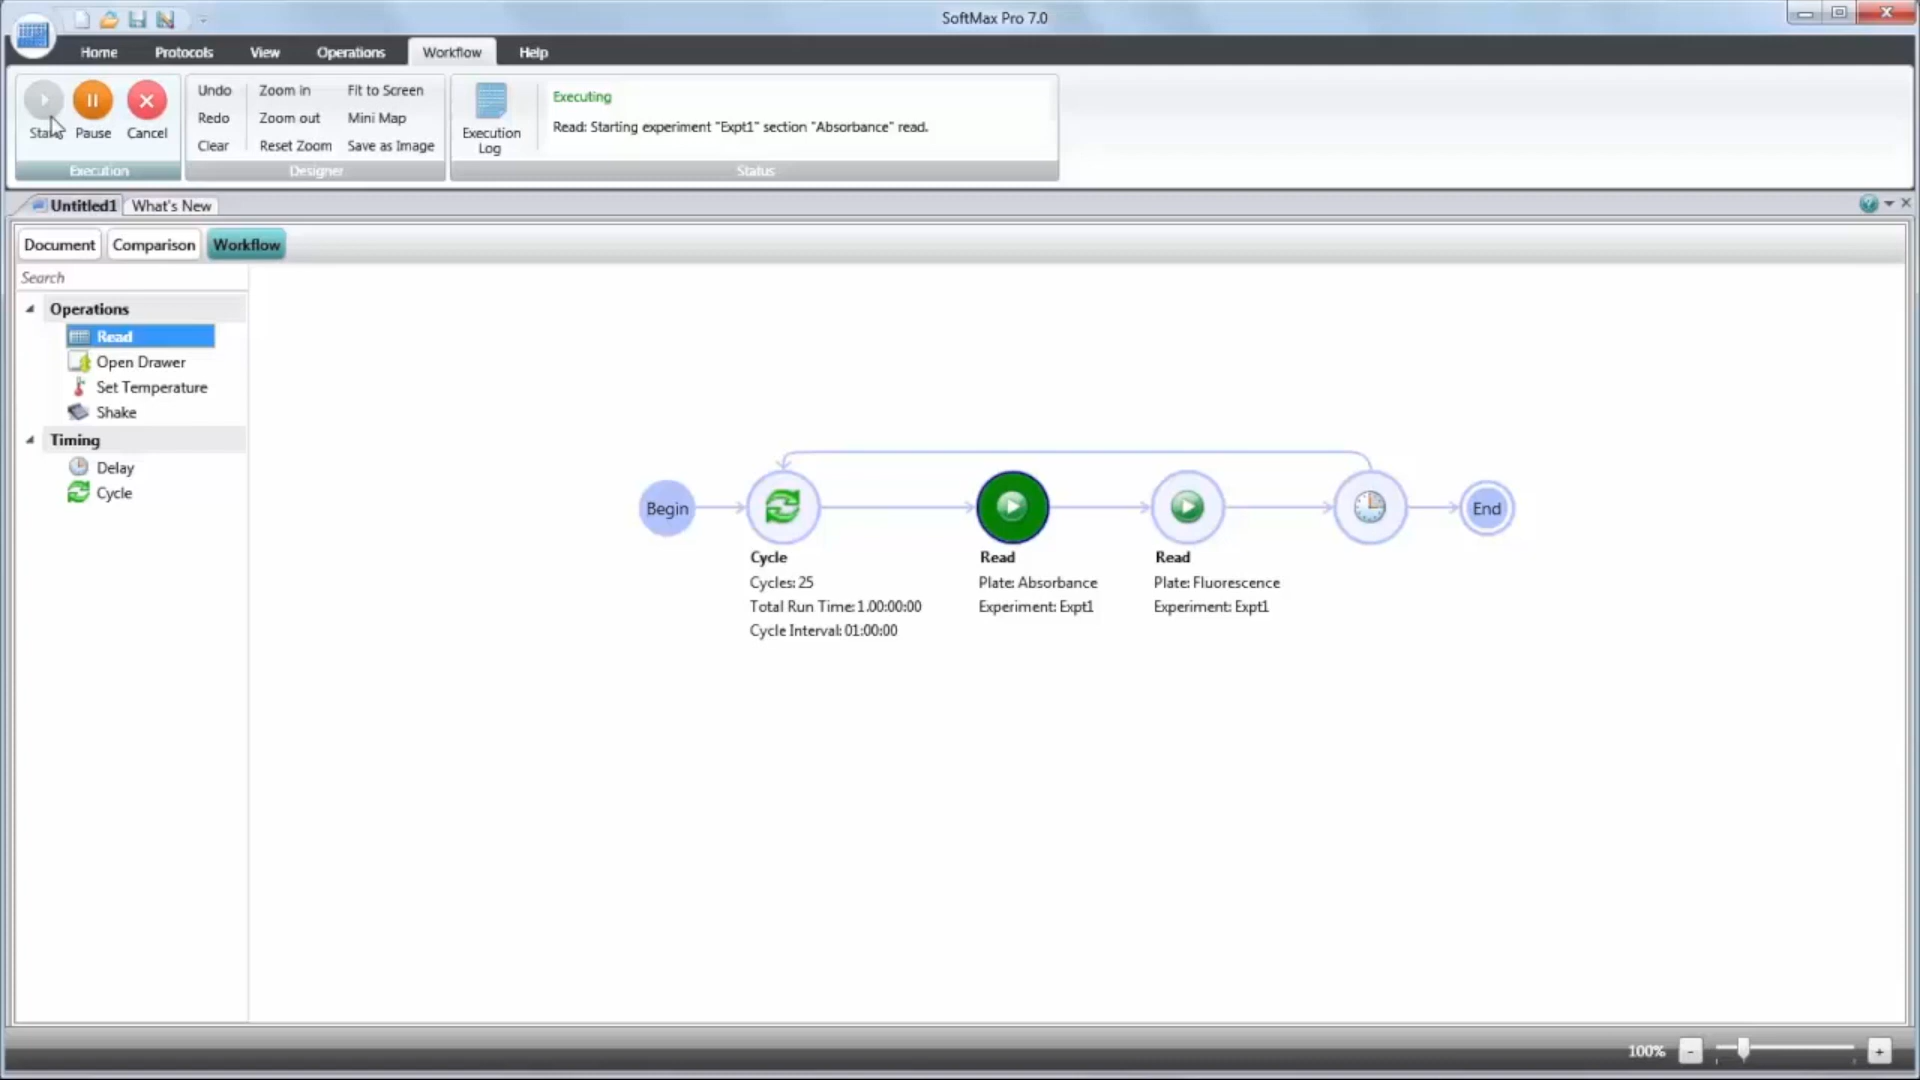 SoftMax Pro 7.0
Home Protocols View Operations Workflow Help
Undo Zoom in Fit to Screen
Redo Zoom out Mini Map
Clear Reset Zoom Save as Image
Pause Cancel
Execution Log
Executing
Read: Starting experiment "Expt1" section "Absorbance" read.
Execution Designer Status
Untitled1 What's New
Document Comparison Workflow
Search
Operations
Read
Open Drawer
Set Temperature
Shake
Timing
Delay
Cycle
Begin
End
Cycle
Cycles: 25
Total Run Time: 1.00:00:00
Cycle Interval: 01:00:00
Read
Plate: Absorbance
Experiment: Expt1
Read
Plate: Fluorescence
Experiment: Expt1
100%